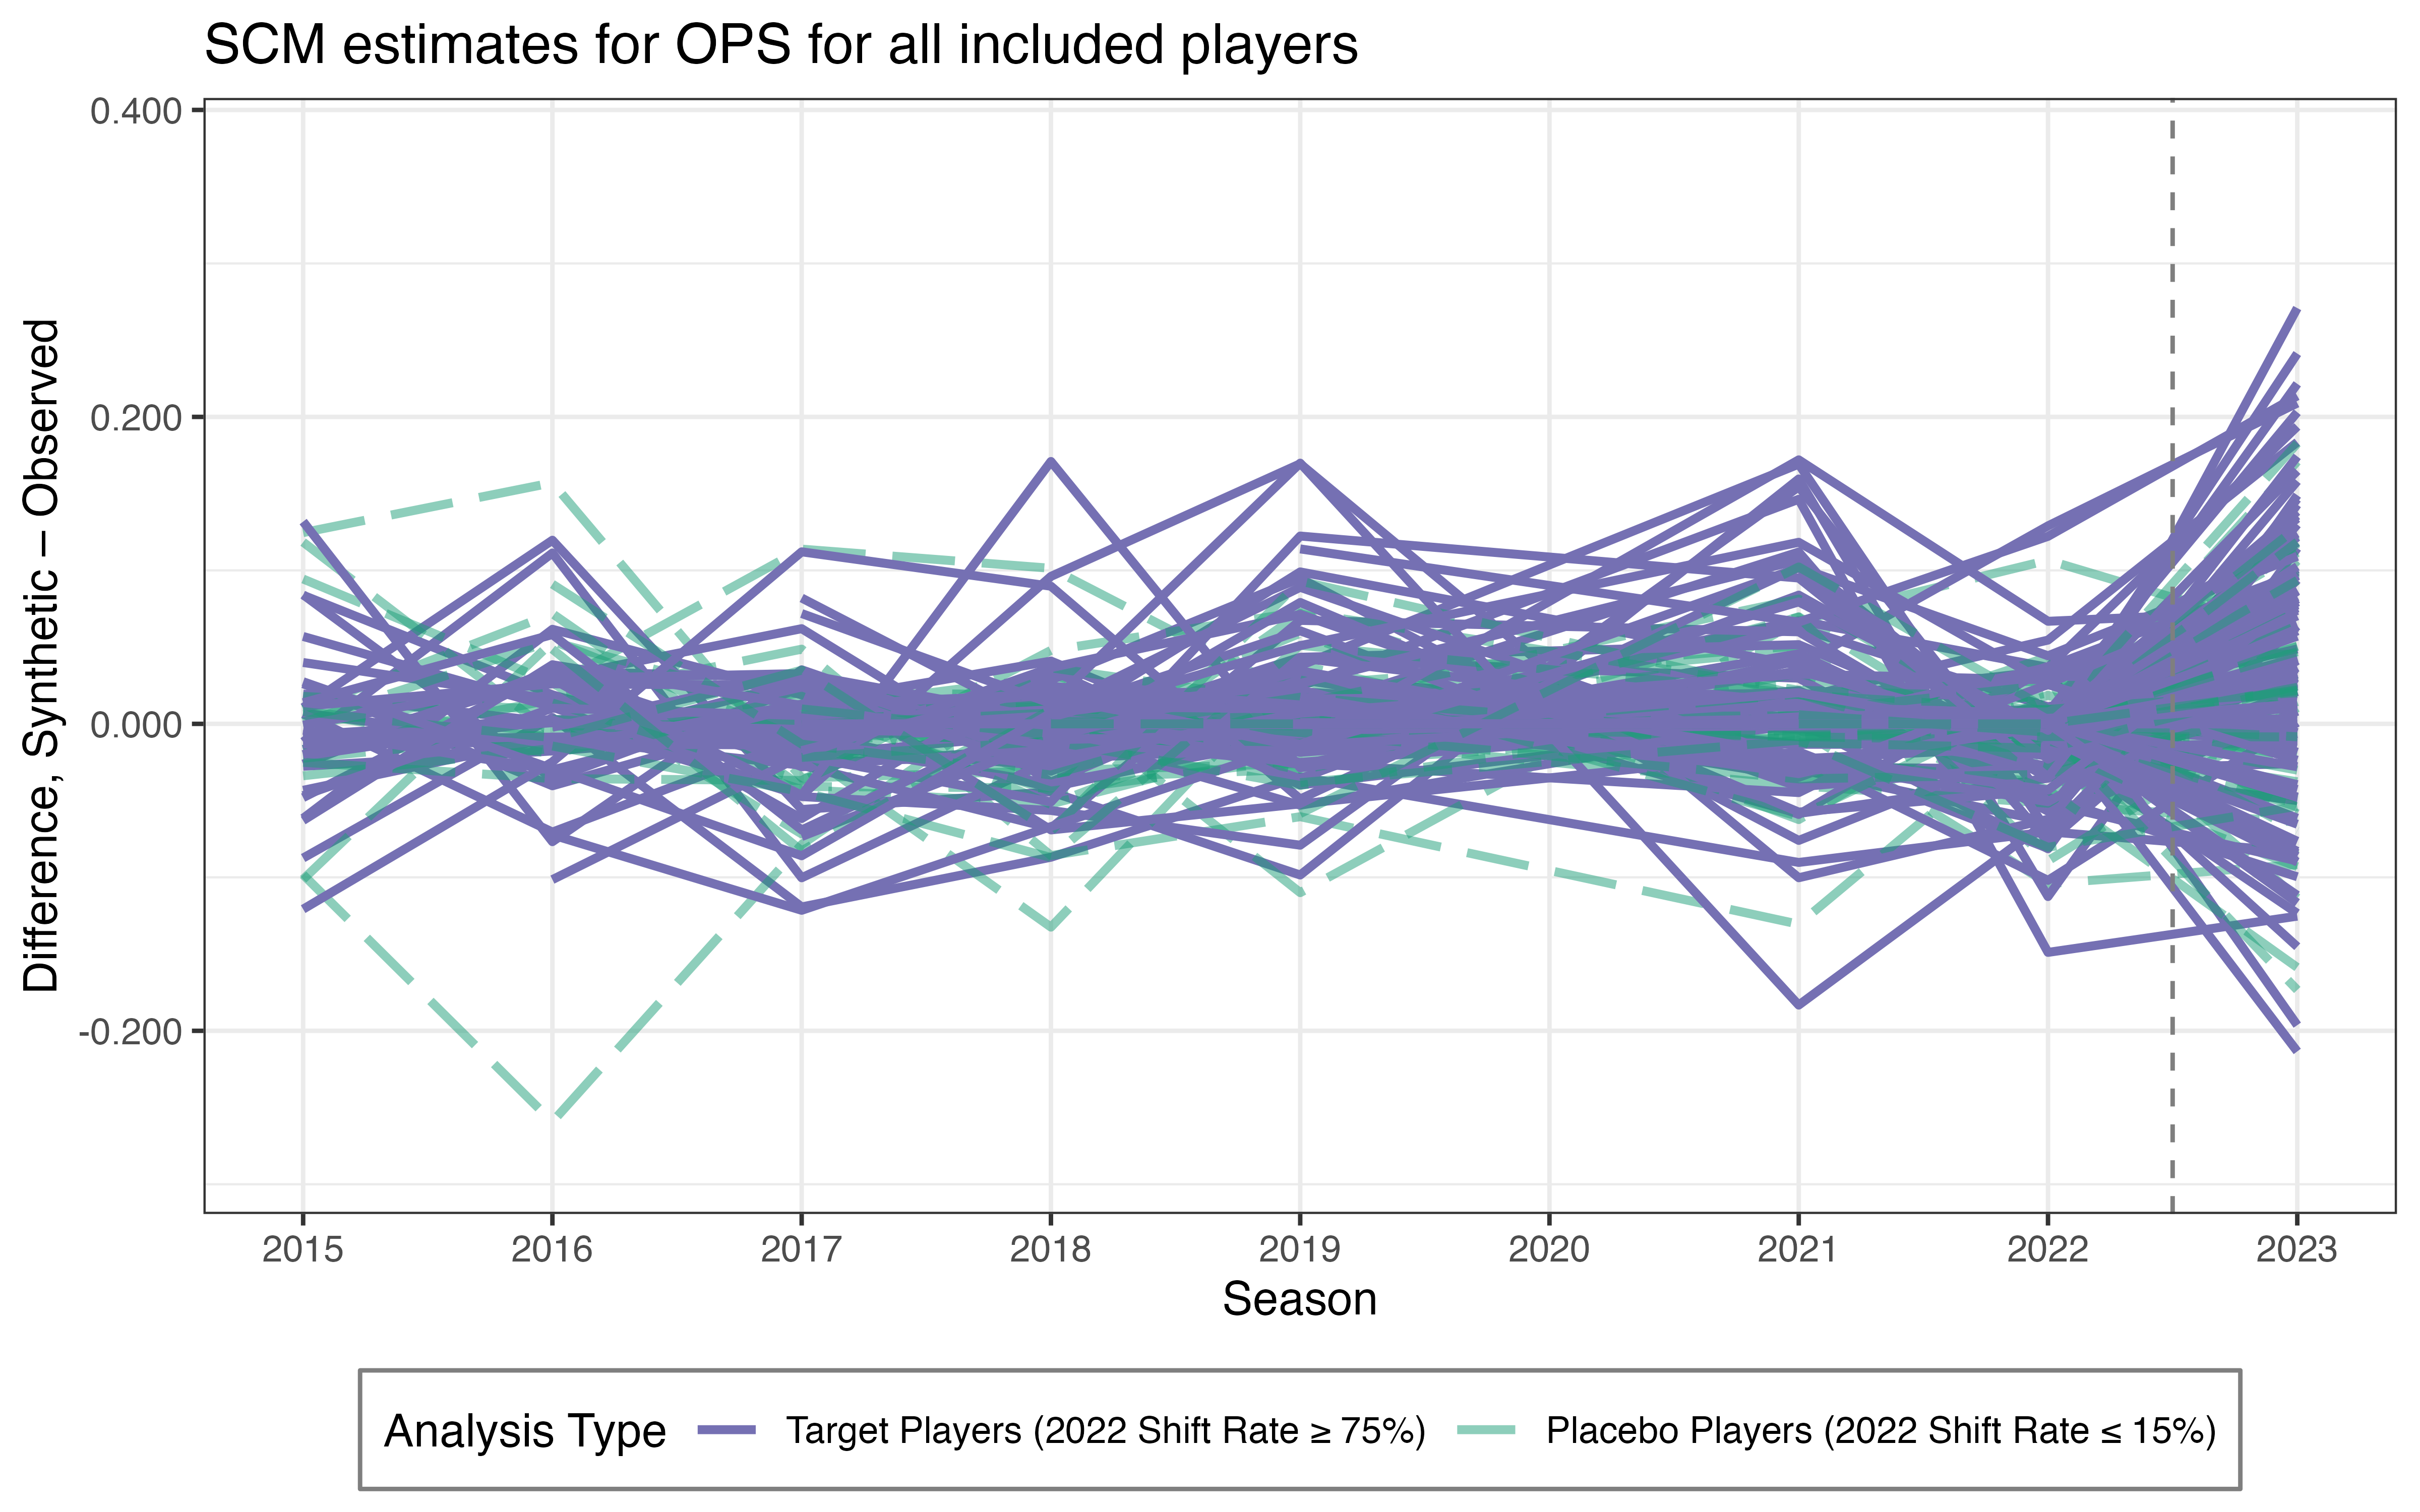 SCM estimates for OPS for all included players
Difference, Synthetic – Observed
0.400
0.200
0.000
-0.200
2015 2016 2017 2018 2019 2020 2021 2022 2023
Season
Analysis Type Target Players (2022 Shift Rate ≥ 75%) Placebo Players (2022 Shift Rate ≤ 15%)